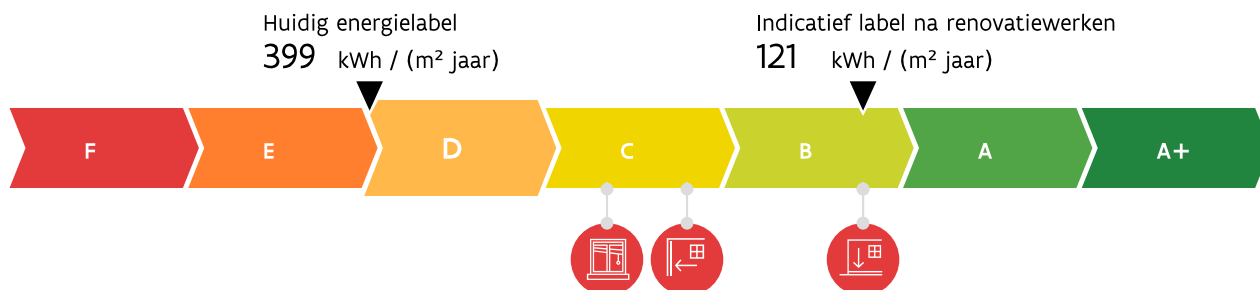 Huidig energielabel
399 kWh / (m² jaar)
Indicatief label na renovatiewerken
121 kWh / (m² jaar)
F E D C B A A+